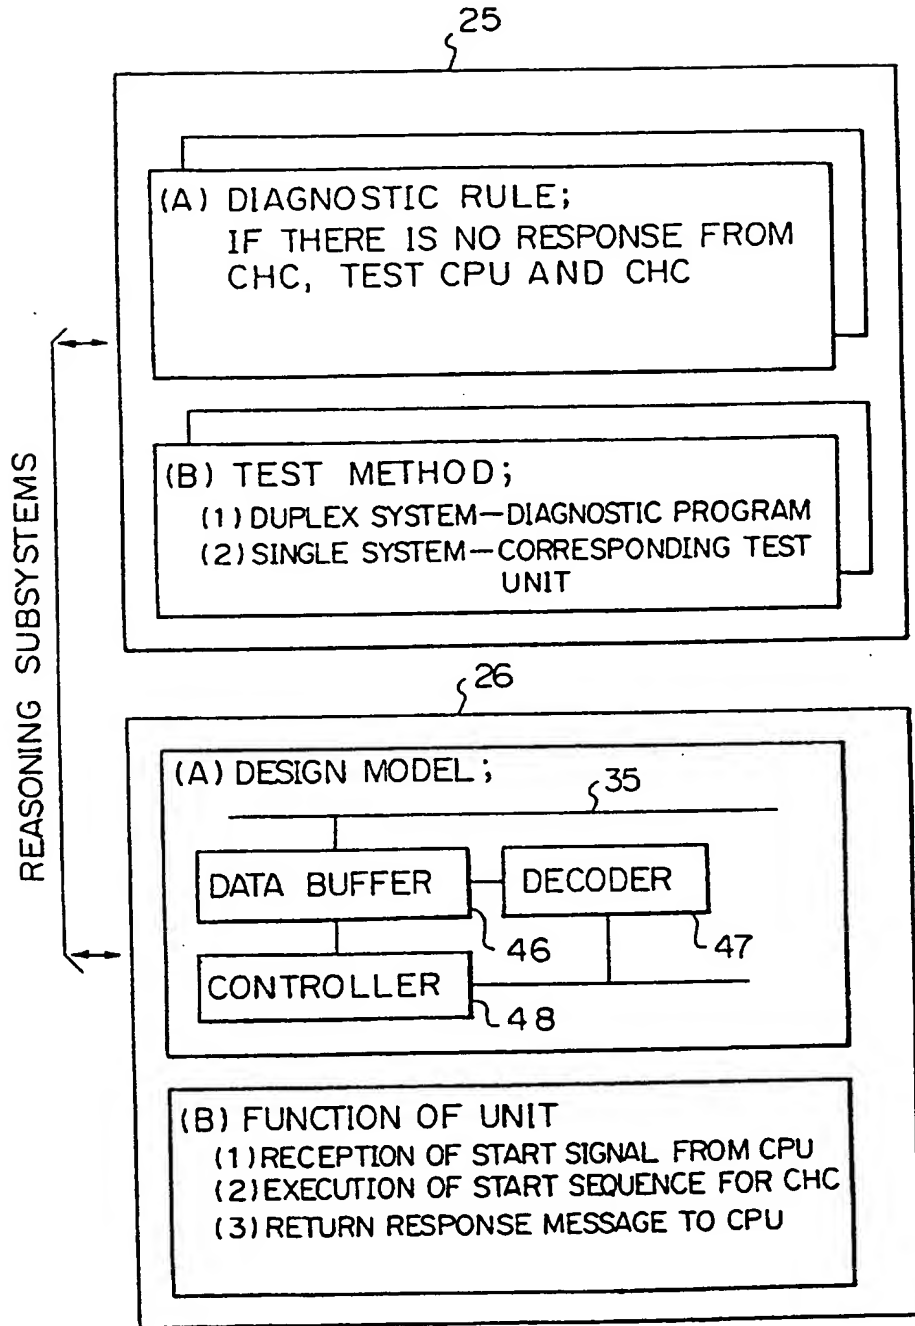 25
(A) DIAGNOSTIC RULE;
IF THERE IS NO RESPONSE FROM
CHC, TEST CPU AND CHC
(B) TEST METHOD;
(1) DUPLEX SYSTEM—DIAGNOSTIC PROGRAM
(2) SINGLE SYSTEM—CORRESPONDING TEST
UNIT
REASONING SUBSYSTEMS
26
(A) DESIGN MODEL;
35
DATA BUFFER
DECODER
46
47
CONTROLLER
48
(B) FUNCTION OF UNIT
(1) RECEPTION OF START SIGNAL FROM CPU
(2) EXECUTION OF START SEQUENCE FOR CHC
(3) RETURN RESPONSE MESSAGE TO CPU